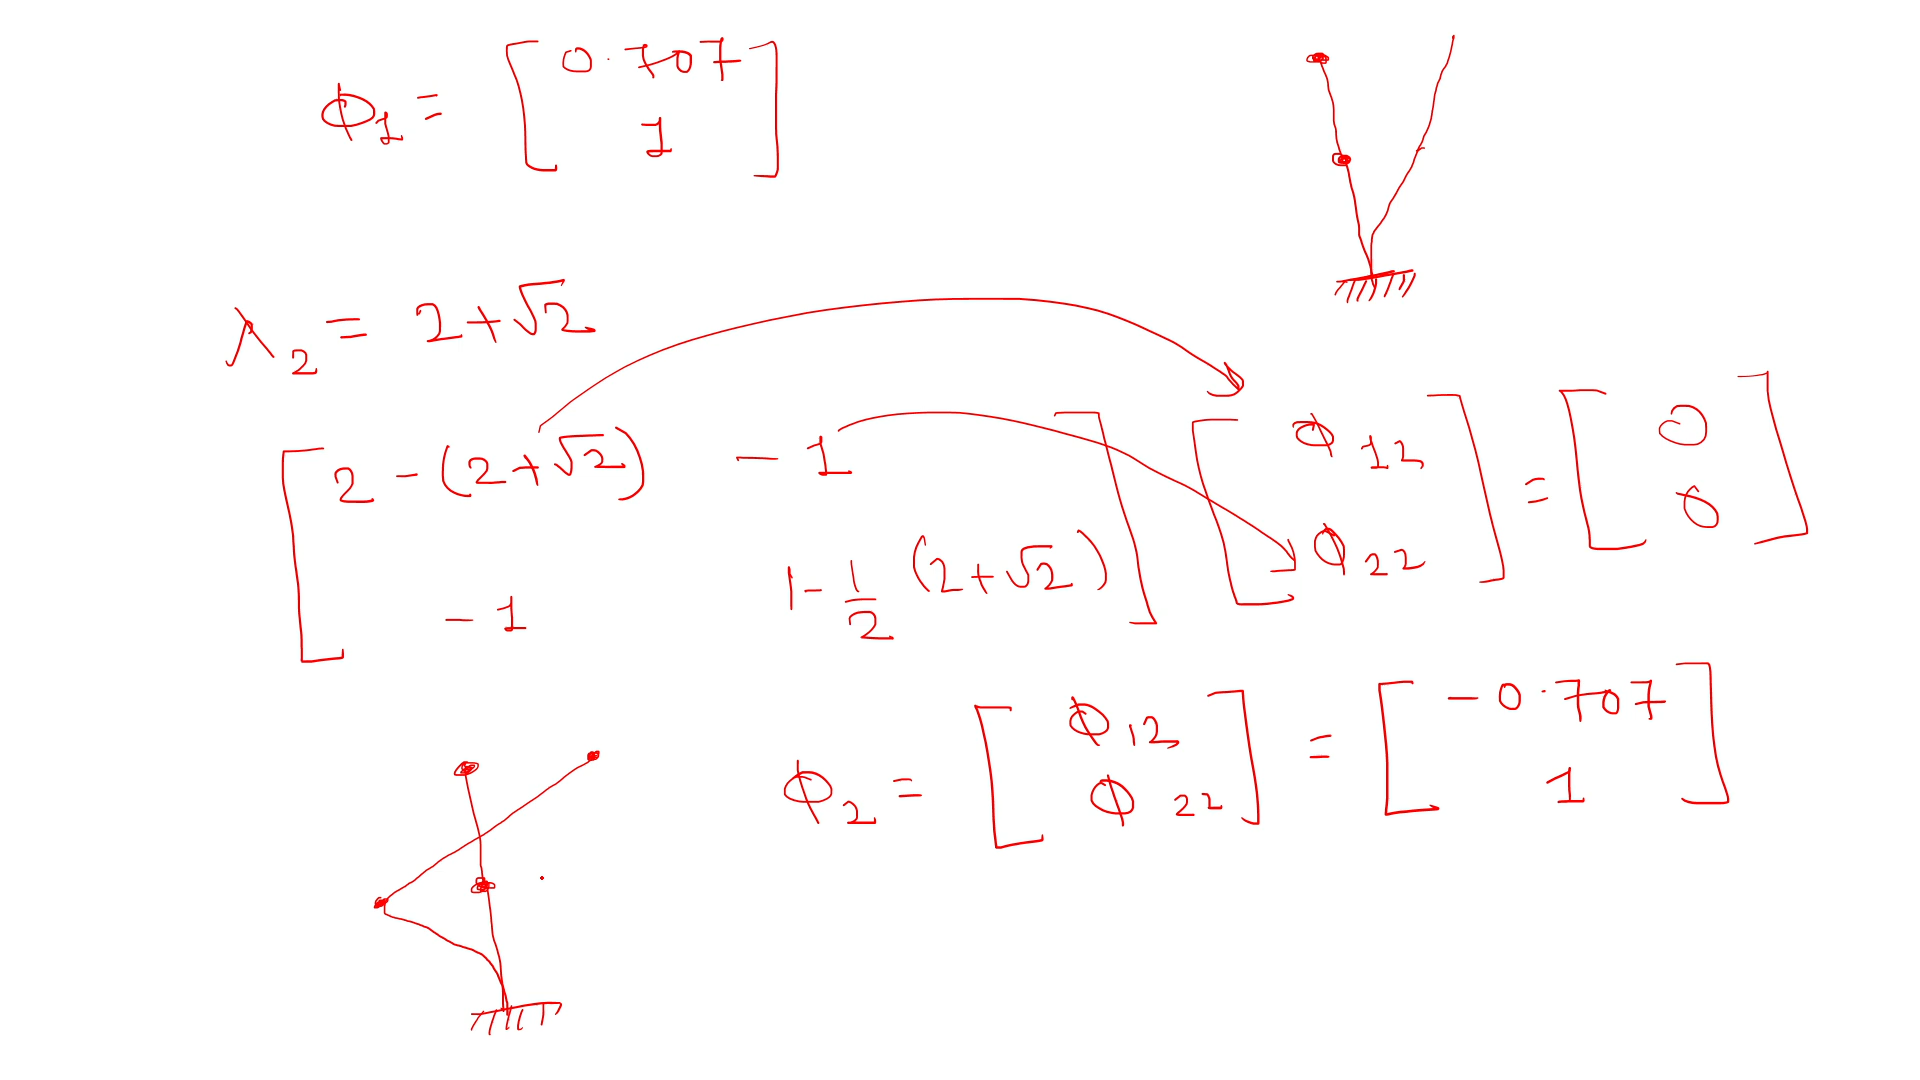 ϕ₁ = [ 0.707
1 ]
λ₂ = 2+√2
[ 2 - (2+√2)   -1
-1   1 - 1/2 (2+√2) ] [ ϕ₁₂
ϕ₂₂ ] = [ 0
0 ]
ϕ₂ = [ ϕ₁₂
ϕ₂₂ ] = [ -0.707
1 ]